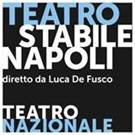 TEATRO
STABILE
NAPOLI
diretto da Luca De Fusco
TEATRO
NAZIONALE